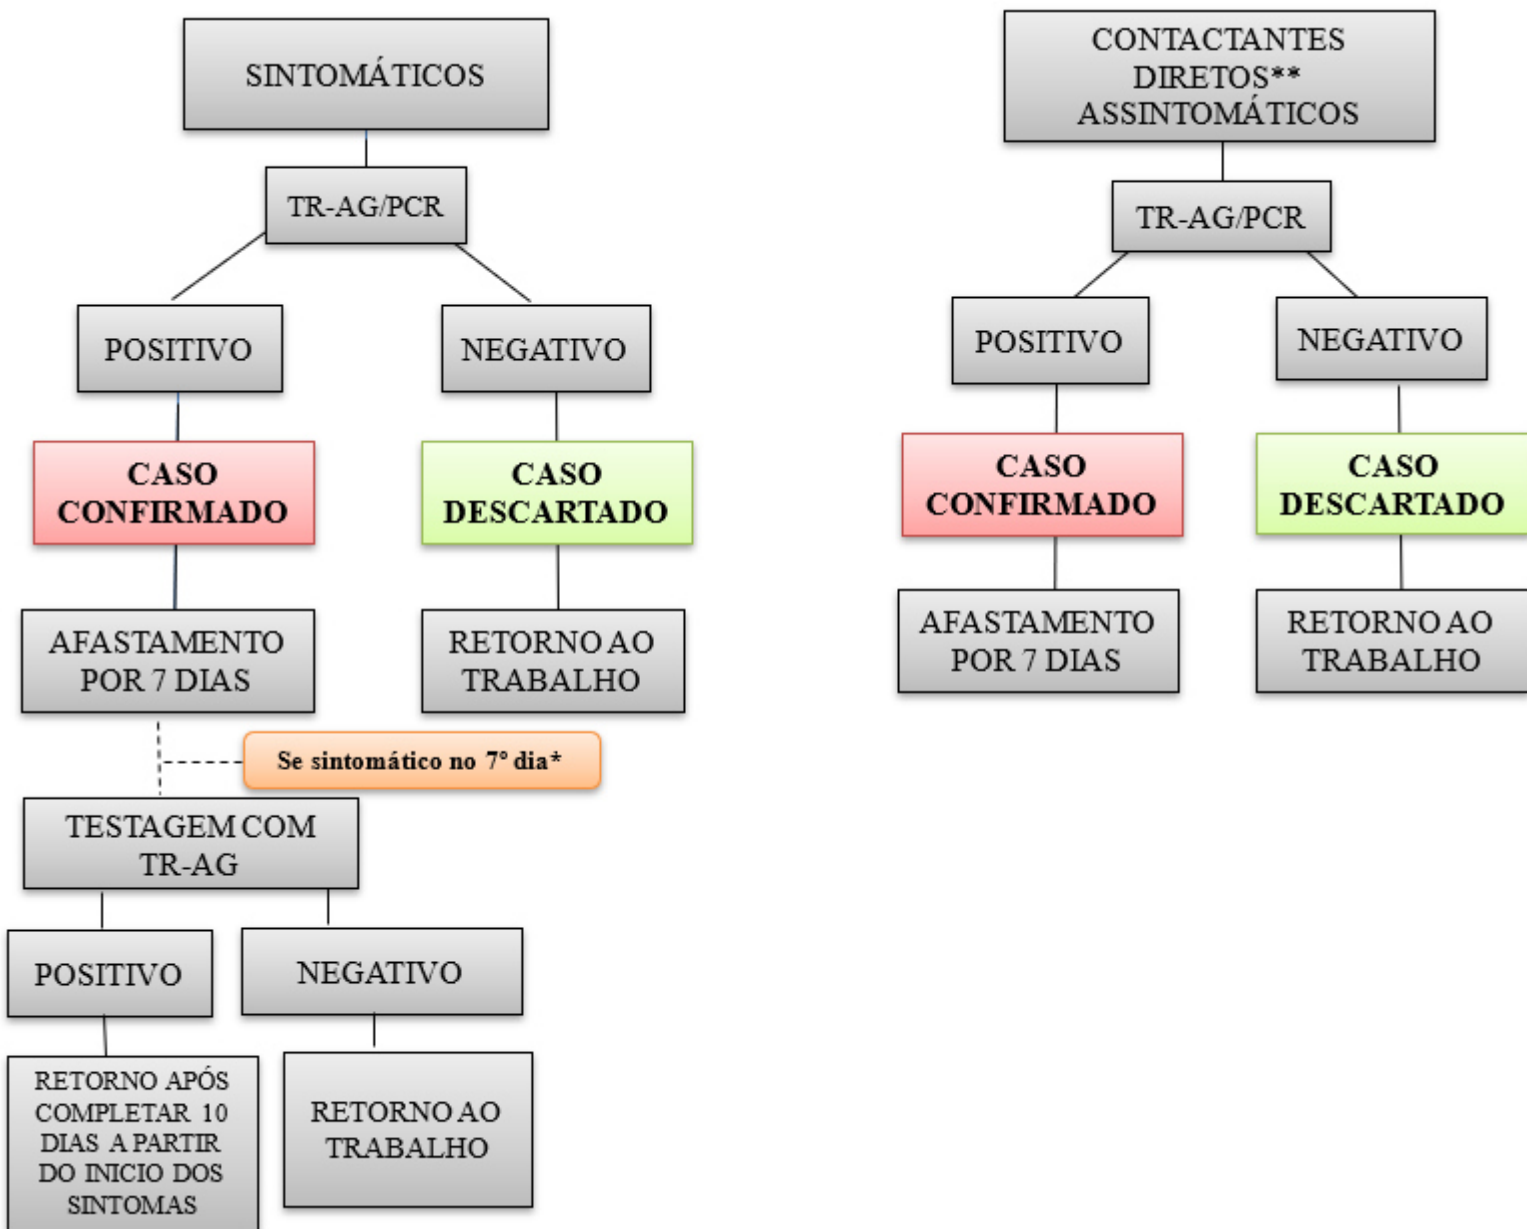 SINTOMÁTICOS
TR-AG/PCR
POSITIVO
NEGATIVO
CASO
CONFIRMADO
CASO
DESCARTADO
AFASTAMENTO
POR 7 DIAS
RETORNO AO
TRABALHO
Se sintomático no 7° dia*
TESTAGEM COM
TR-AG
POSITIVO
NEGATIVO
RETORNO APÓS
COMPLETAR 10
DIAS A PARTIR
DO INICIO DOS
SINTOMAS
RETORNO AO
TRABALHO
CONTACTANTES
DIRETOS**
ASSINTOMÁTICOS
TR-AG/PCR
POSITIVO
NEGATIVO
CASO
CONFIRMADO
CASO
DESCARTADO
AFASTAMENTO
POR 7 DIAS
RETORNO AO
TRABALHO